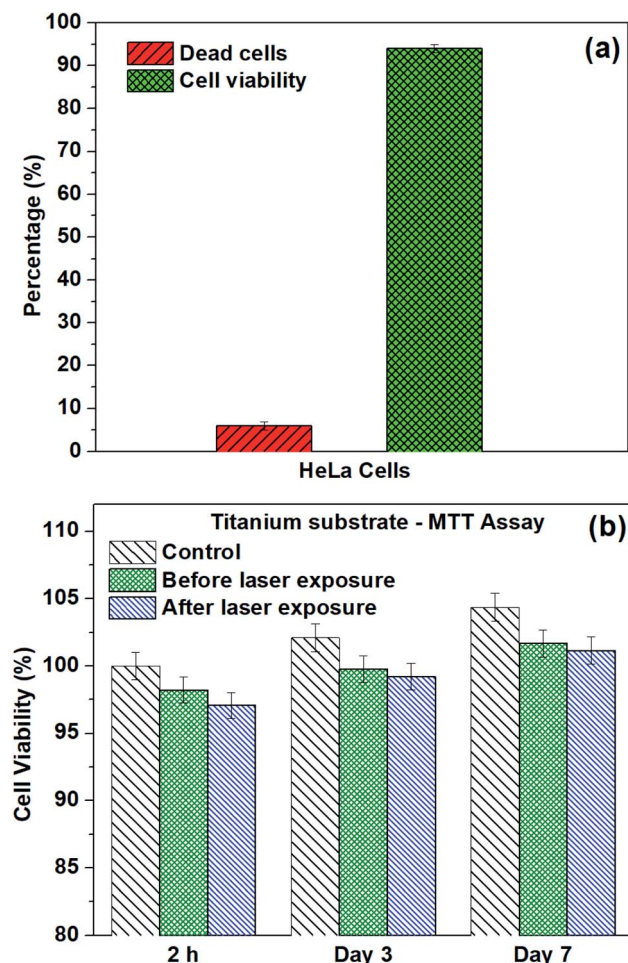 100
90
80
70
60
50
40
30
20
10
0
Percentage (%)
Dead cells
Cell viability
(a)
HeLa Cells
Titanium substrate - MTT Assay
(b)
Control
Before laser exposure
After laser exposure
110
105
100
95
90
85
80
Cell Viability (%)
2 h Day 3 Day 7